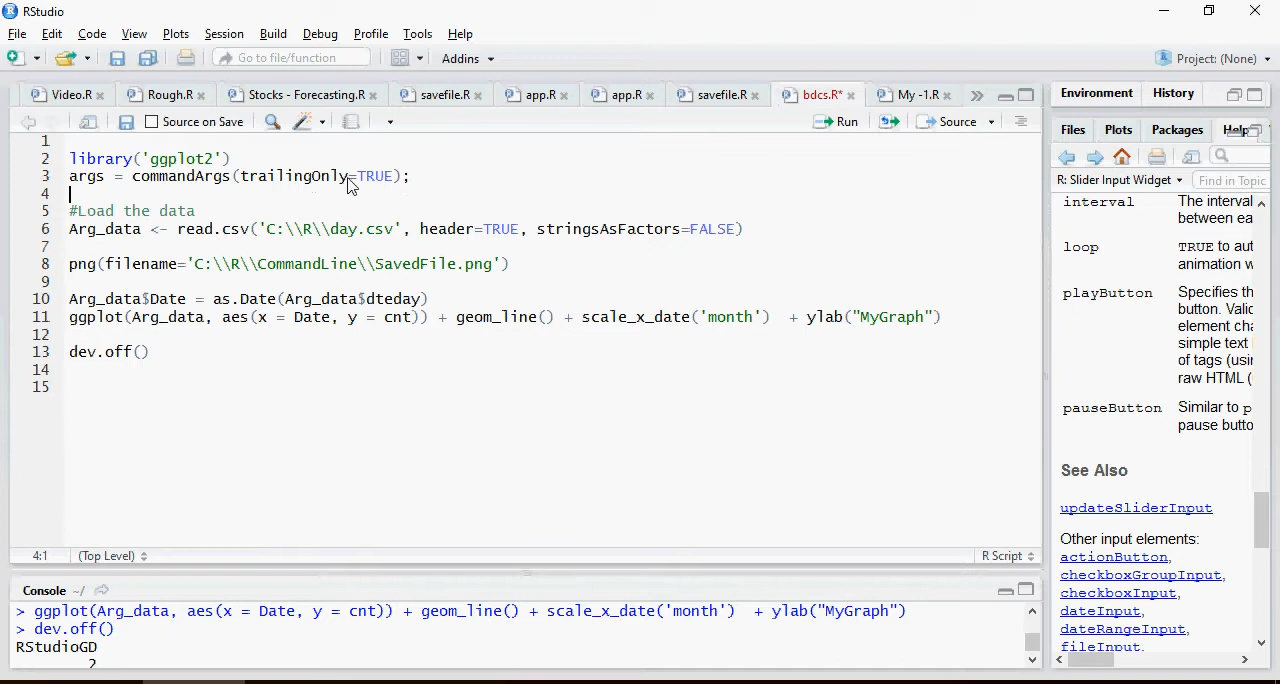 RStudio
File Edit Code View Plots Session Build Debug Profile Tools Help
Go to file/function Addins Project: (None)
Video.R Rough.R Stocks - Forecasting.R savefile.R app.R app.R savefile.R bdcs.R* My -1.R
Source on Save Run Source
1
2 library('ggplot2')
3 args = commandArgs(trailingOnly=TRUE);
4
5 #Load the data
6 Arg_data <- read.csv('C:\\R\\day.csv', header=TRUE, stringsAsFactors=FALSE)
7
8 png(filename='C:\\R\\CommandLine\\SavedFile.png')
9
10 Arg_data$Date = as.Date(Arg_data$dteday)
11 ggplot(Arg_data, aes(x = Date, y = cnt)) + geom_line() + scale_x_date('month')  + ylab("MyGraph")
12
13 dev.off()
14
15
4:1 (Top Level) R Script
Console ~/
> ggplot(Arg_data, aes(x = Date, y = cnt)) + geom_line() + scale_x_date('month')  + ylab("MyGraph")
> dev.off()
RStudioGD
2
Environment History
Files Plots Packages Help
R: Slider Input Widget Find in Topic
interval The interval
between ea
loop TRUE to aut
animation w
playButton Specifies th
button. Valic
element cha
simple text
of tags (usin
raw HTML (
pauseButton Similar to p
pause butto
See Also
updateSliderInput
Other input elements:
actionButton,
checkboxGroupInput,
checkboxInput,
dateInput,
dateRangeInput,
fileInput,